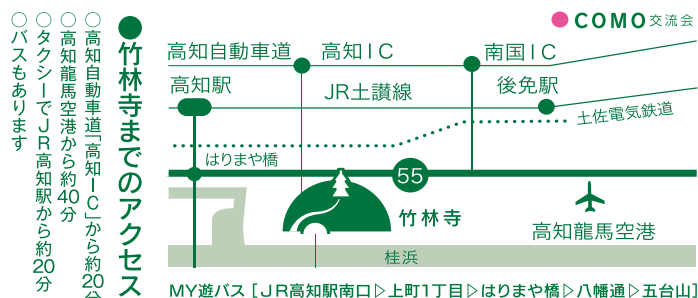 ●竹林寺までのアクセス
○高知自動車道「高知IC」から約20分
○高知龍馬空港から約40分
○タクシーでJR高知駅から約20分
○バスもあります
●COMO交流会
高知自動車道 高知IC 南国IC
高知駅 JR土讃線 後免駅
土佐電気鉄道
はりまや橋
55
竹林寺
高知龍馬空港
桂浜
MY遊バス[JR高知駅南口▷上町1丁目▷はりまや橋▷八幡通▷五台山]